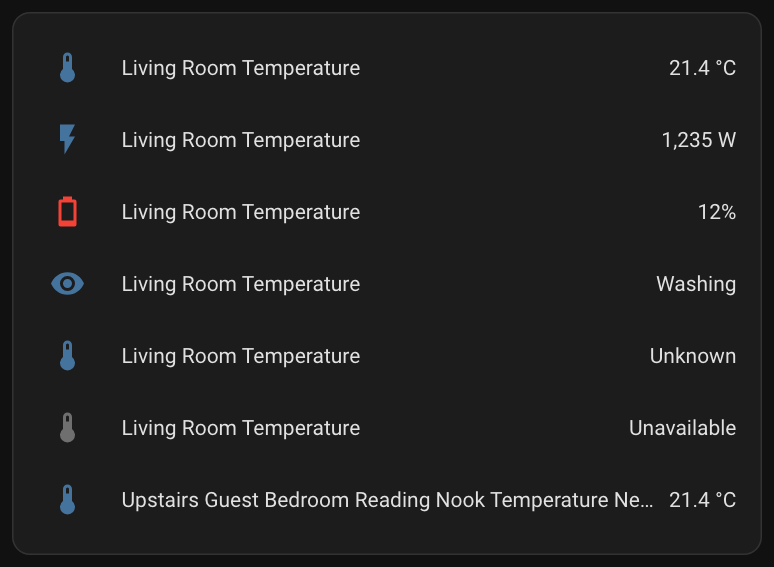 Living Room Temperature 21.4 °C
Living Room Temperature 1,235 W
Living Room Temperature 12%
Living Room Temperature Washing
Living Room Temperature Unknown
Living Room Temperature Unavailable
Upstairs Guest Bedroom Reading Nook Temperature Ne... 21.4 °C